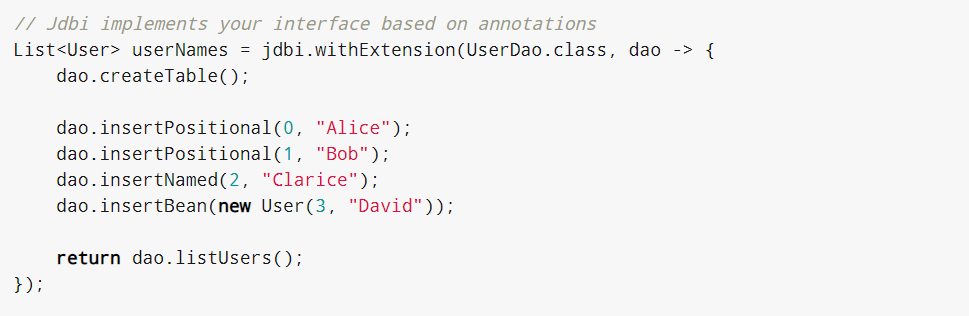 // Jdbi implements your interface based on annotations
List<User> userNames = jdbi.withExtension(UserDao.class, dao -> {
    dao.createTable();

    dao.insertPositional(0, "Alice");
    dao.insertPositional(1, "Bob");
    dao.insertNamed(2, "Clarice");
    dao.insertBean(new User(3, "David"));

    return dao.listUsers();
});